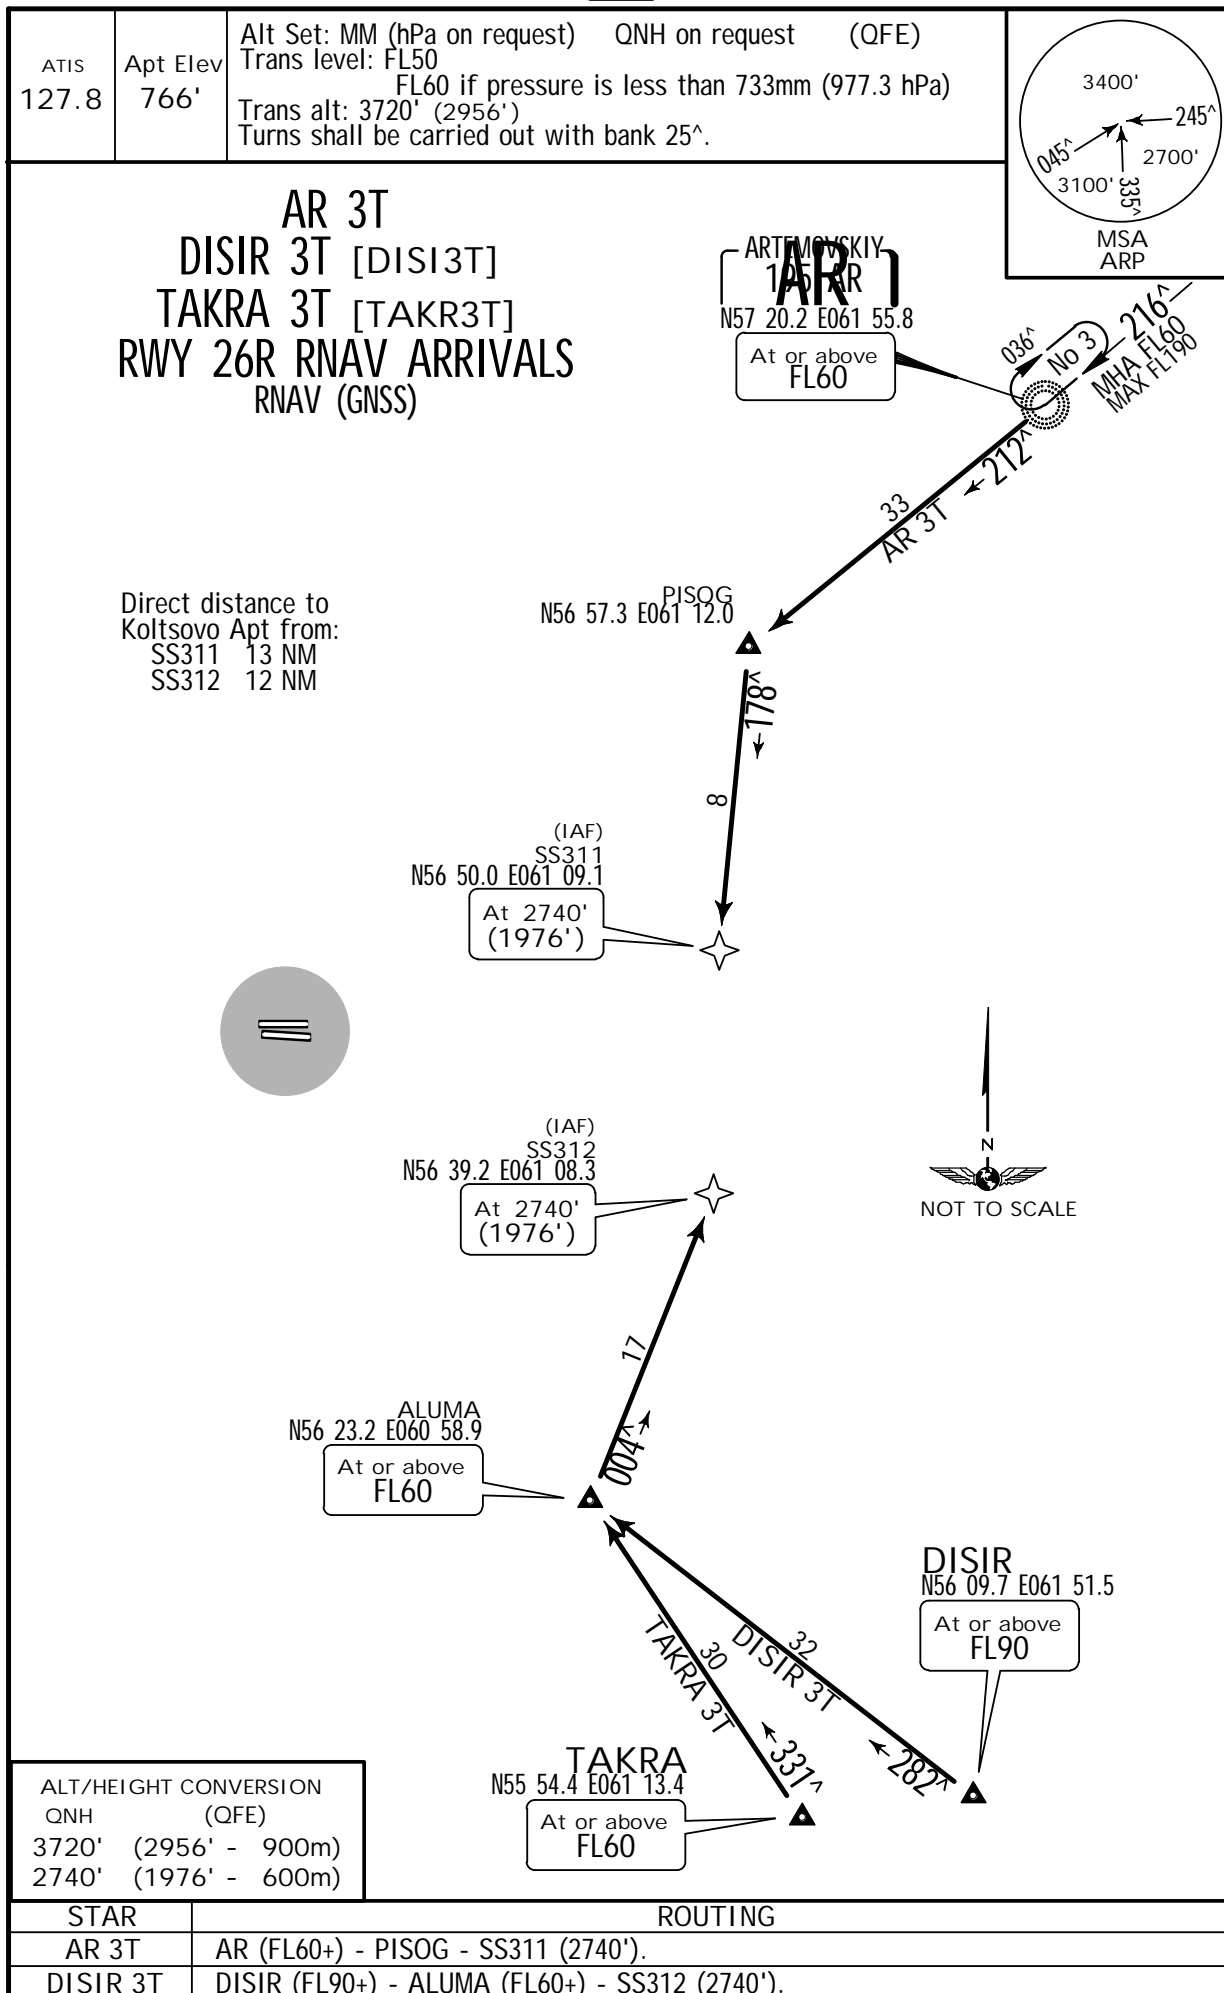 ATIS
127.8
Apt Elev
766'
Alt Set: MM (hPa on request) QNH on request (QFE)
Trans level: FL50
FL60 if pressure is less than 733mm (977.3 hPa)
Trans alt: 3720' (2956')
Turns shall be carried out with bank 25^.
3400'
245^
045^
2700'
3100'
335^
MSA
ARP
AR 3T
DISIR 3T [DISI3T]
TAKRA 3T [TAKR3T]
RWY 26R RNAV ARRIVALS
RNAV (GNSS)
ARTEMOVSKIY
AR
195 AR
N57 20.2 E061 55.8
At or above
FL60
036^
No 3
216^
MHA FL60
MAX FL190
212^
33
AR 3T
Direct distance to
Koltsovo Apt from:
SS311 13 NM
SS312 12 NM
PISOG
N56 57.3 E061 12.0
178^
8
(IAF)
SS311
N56 50.0 E061 09.1
At 2740'
(1976')
(IAF)
SS312
N56 39.2 E061 08.3
At 2740'
(1976')
N
NOT TO SCALE
17
004^
ALUMA
N56 23.2 E060 58.9
At or above
FL60
DISIR
N56 09.7 E061 51.5
At or above
FL90
32
DISIR 3T
282^
30
TAKRA 3T
331^
TAKRA
N55 54.4 E061 13.4
At or above
FL60
ALT/HEIGHT CONVERSION
QNH (QFE)
3720' (2956' - 900m)
2740' (1976' - 600m)
STAR ROUTING
AR 3T AR (FL60+) - PISOG - SS311 (2740').
DISIR 3T DISIR (FL90+) - ALUMA (FL60+) - SS312 (2740').